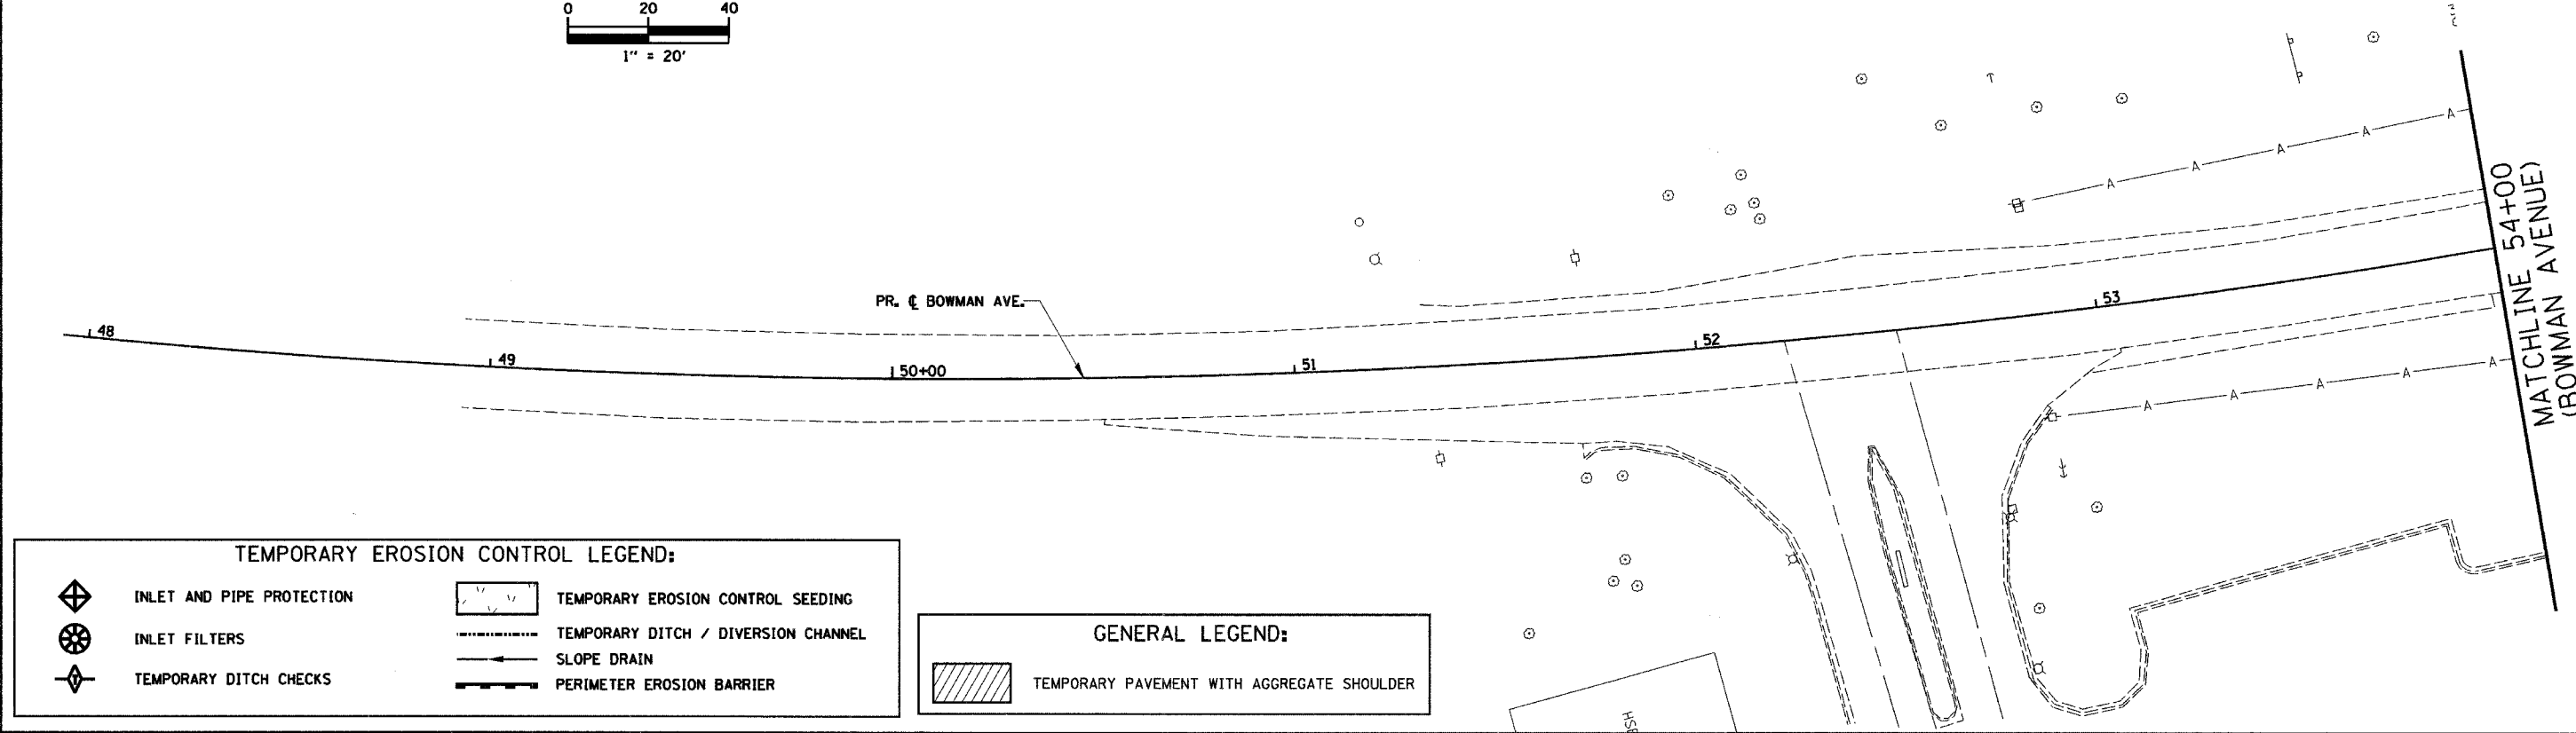 0 20 40
1" = 20'
PR. ℄ BOWMAN AVE.
48
49
50+00
51
52
53
A A A A A
A A A A A
MATCHLINE 54+00
(BOWMAN AVENUE)
TEMPORARY EROSION CONTROL LEGEND:
INLET AND PIPE PROTECTION
INLET FILTERS
TEMPORARY DITCH CHECKS
TEMPORARY EROSION CONTROL SEEDING
TEMPORARY DITCH / DIVERSION CHANNEL
SLOPE DRAIN
PERIMETER EROSION BARRIER
GENERAL LEGEND:
TEMPORARY PAVEMENT WITH AGGREGATE SHOULDER